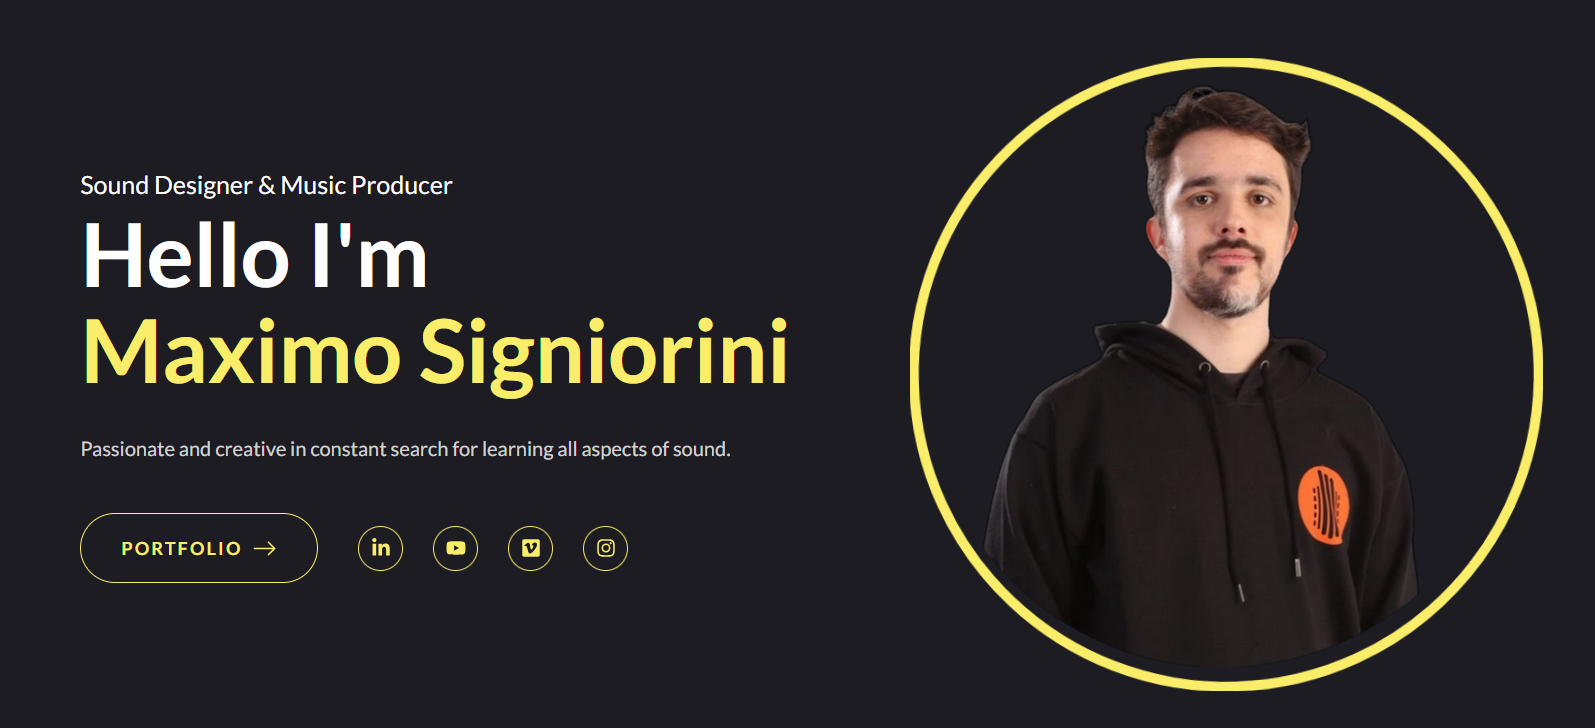 Sound Designer & Music Producer
Hello I'm
Maximo Signiorini
Passionate and creative in constant search for learning all aspects of sound.
PORTFOLIO
in